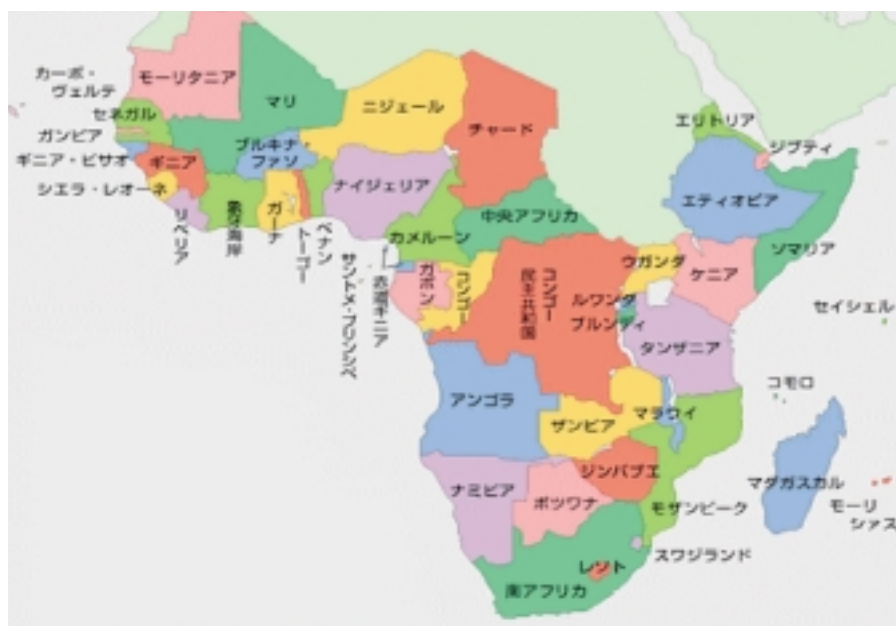 カーボ・
ヴェルテ
モーリタニア
マリ
ニジェール
チャード
エリトリア
セネガル
ガンビア
ジブティ
ギニア・ビサオ
ギニア
ブルキナ・
ファソ
ナイジェリア
エティオピア
シエラ・レオーネ
リベリア
象牙海岸
ガーナ
トーゴー
ベナン
カメルーン
中央アフリカ
ソマリア
サントメ・プリンシペ
赤道ギニア
ガボン
コンゴー
コンゴー
民主共和国
ウガンダ
ケニア
ルワンダ
ブルンディ
タンザニア
セイシェル
コモロ
アンゴラ
ザンビア
マラウイ
ジンバブエ
マダガスカル
モーリ
シァス
ナミビア
ボツワナ
モザンビーク
スワジランド
レソト
南アフリカ